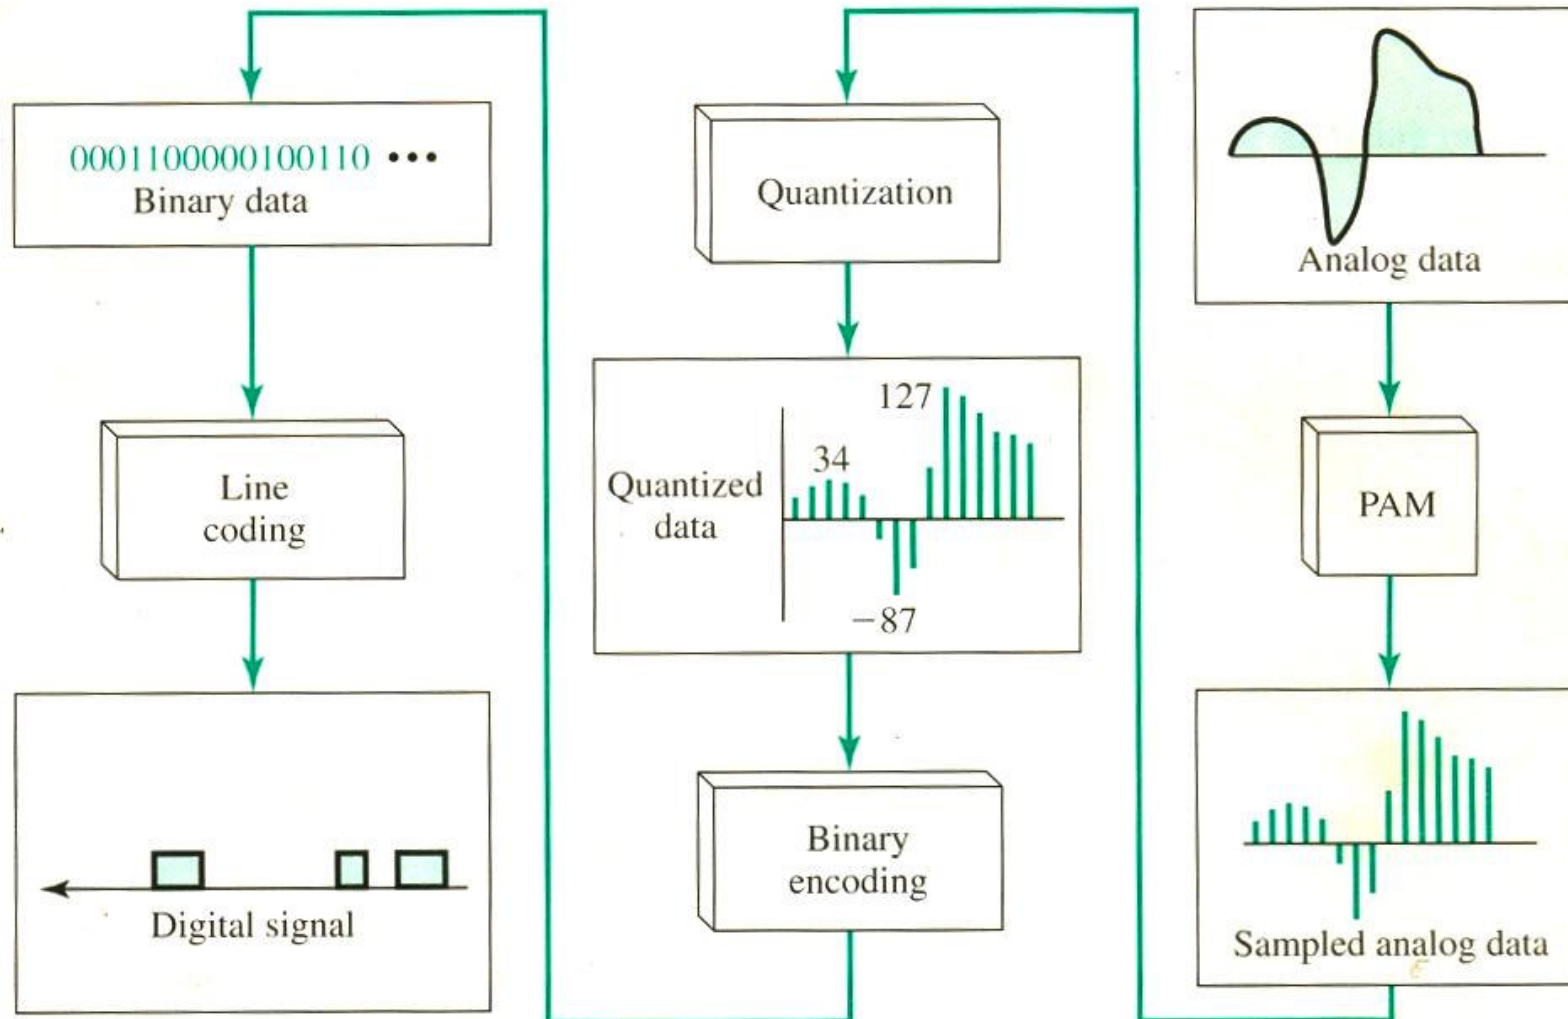 0001100000100110 •••
Binary data
Line
coding
Digital signal
Quantization
127
34
Quantized
data
−87
Binary
encoding
Analog data
PAM
Sampled analog data